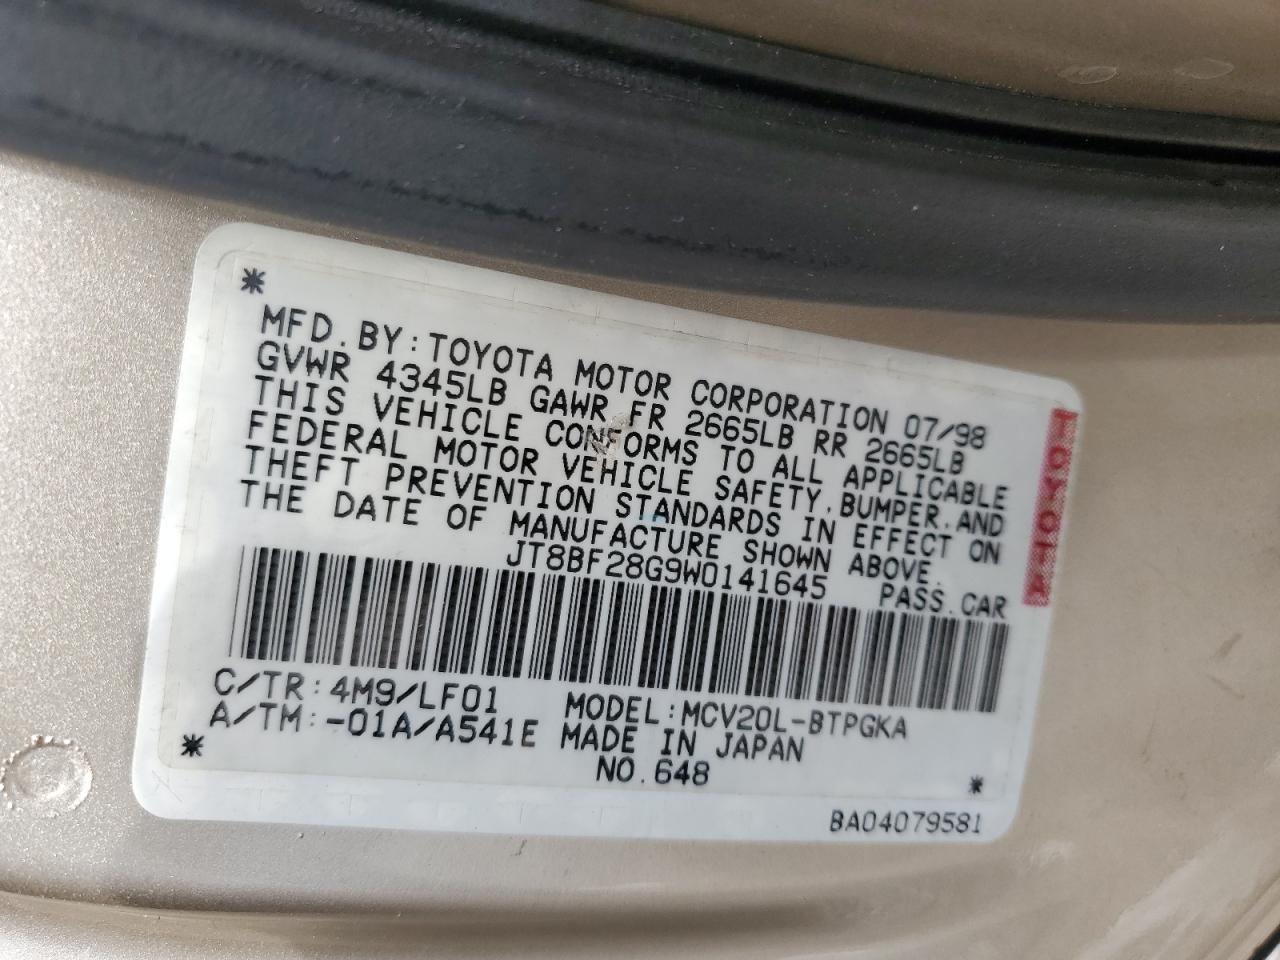 MFD. BY: TOYOTA MOTOR CORPORATION 07/98
GVWR 4345LB GAWR FR 2665LB RR 2665LB
THIS VEHICLE CONFORMS TO ALL APPLICABLE
FEDERAL MOTOR VEHICLE SAFETY, BUMPER, AND
THEFT PREVENTION STANDARDS IN EFFECT ON
THE DATE OF MANUFACTURE SHOWN ABOVE.
JT8BF28G9W0141645 PASS. CAR
C/TR: 4M9/LF01 MODEL: MCV20L-BTPGKA
A/TM: -01A/A541E MADE IN JAPAN
NO. 648
BA04079581
TOYOTA